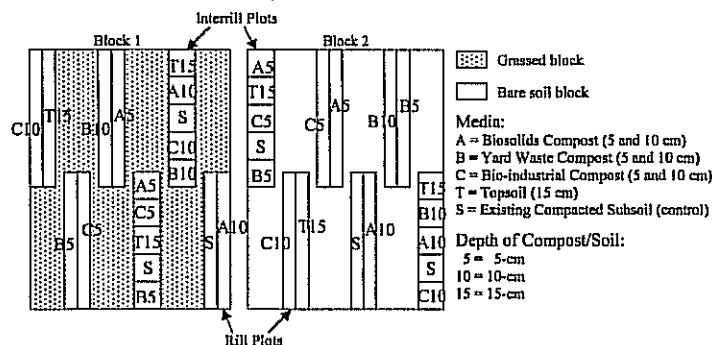 Interrill Plots
Block 1
Block 2
T15
A10
S
C10
B10
C10
T15
B10
A5
A5
T15
C5
S
B5
C5
A5
B10
B5
B5
C5
A5
C5
T15
S
B5
S
A10
C10
T15
S
A10
T15
B10
A10
S
C10
Rill Plots
Grassed block
Bare soil block
Media:
A = Biosolids Compost (5 and 10 cm)
B = Yard Waste Compost (5 and 10 cm)
C = Bio-industrial Compost (5 and 10 cm)
T = Topsoil (15 cm)
S = Existing Compacted Subsoil (control)
Depth of Compost/Soil:
5 = 5-cm
10 = 10-cm
15 = 15-cm